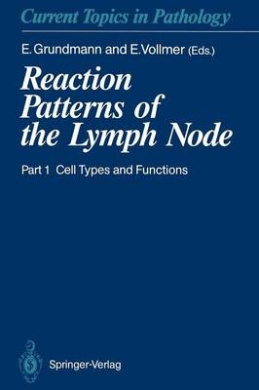 Current Topics in Pathology
E. Grundmann and E. Vollmer (Eds.)
Reaction
Patterns of
the Lymph Node
Part 1 Cell Types and Functions
Springer-Verlag